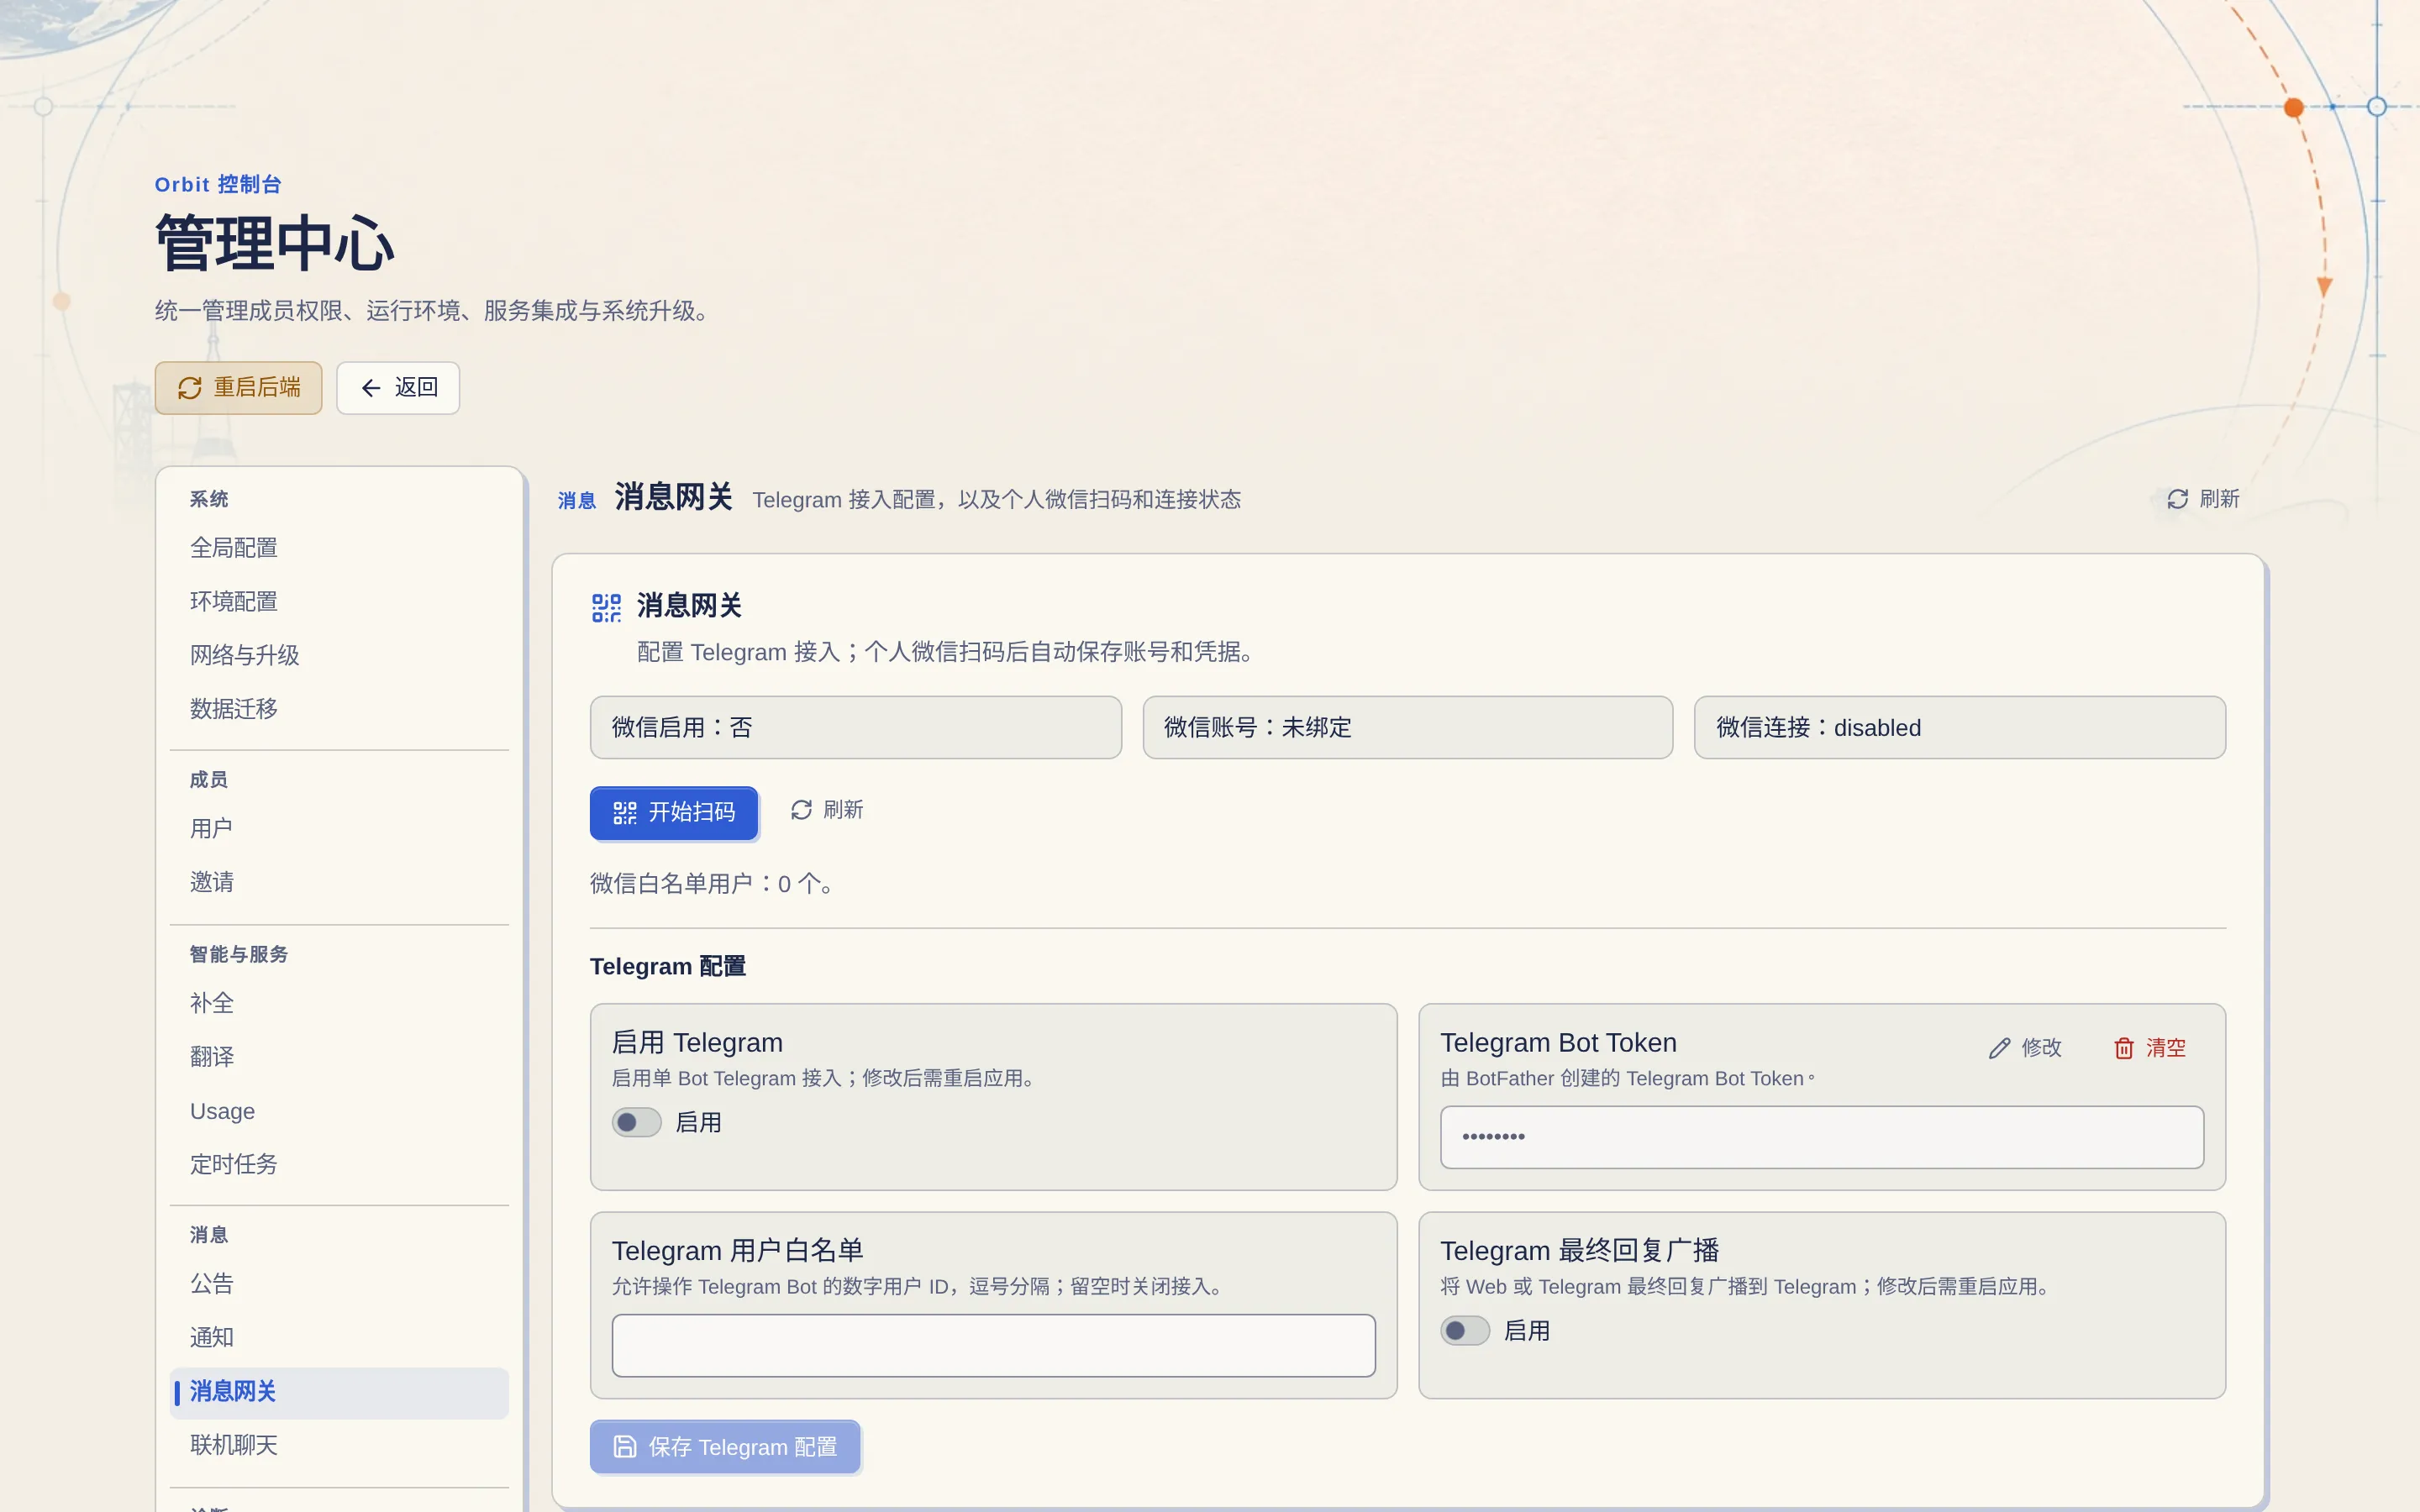 Orbit 控制台
管理中心
统一管理成员权限、运行环境、服务集成与系统升级。
重启后端
返回
系统
全局配置
环境配置
网络与升级
数据迁移
成员
用户
邀请
智能与服务
补全
翻译
Usage
定时任务
消息
公告
通知
消息网关
联机聊天
消息 消息网关 Telegram 接入配置，以及个人微信扫码和连接状态
刷新
消息网关
配置 Telegram 接入；个人微信扫码后自动保存账号和凭据。
微信启用：否
微信账号：未绑定
微信连接：disabled
开始扫码
刷新
微信白名单用户：0 个。
Telegram 配置
启用 Telegram
启用单 Bot Telegram 接入；修改后需重启应用。
启用
Telegram Bot Token
修改
清空
由 BotFather 创建的 Telegram Bot Token。
••••••••
Telegram 用户白名单
允许操作 Telegram Bot 的数字用户 ID，逗号分隔；留空时关闭接入。
Telegram 最终回复广播
将 Web 或 Telegram 最终回复广播到 Telegram；修改后需重启应用。
启用
保存 Telegram 配置